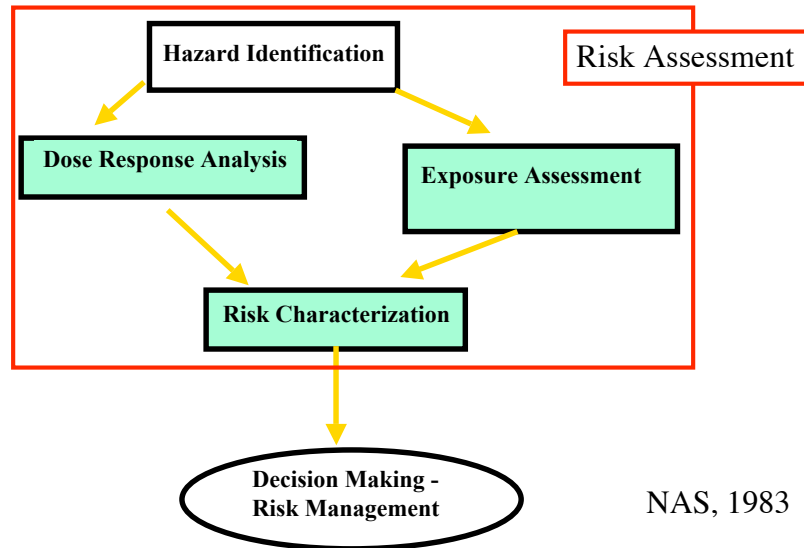 Hazard Identification
Risk Assessment
Dose Response Analysis
Exposure Assessment
Risk Characterization
Decision Making -
Risk Management
NAS, 1983